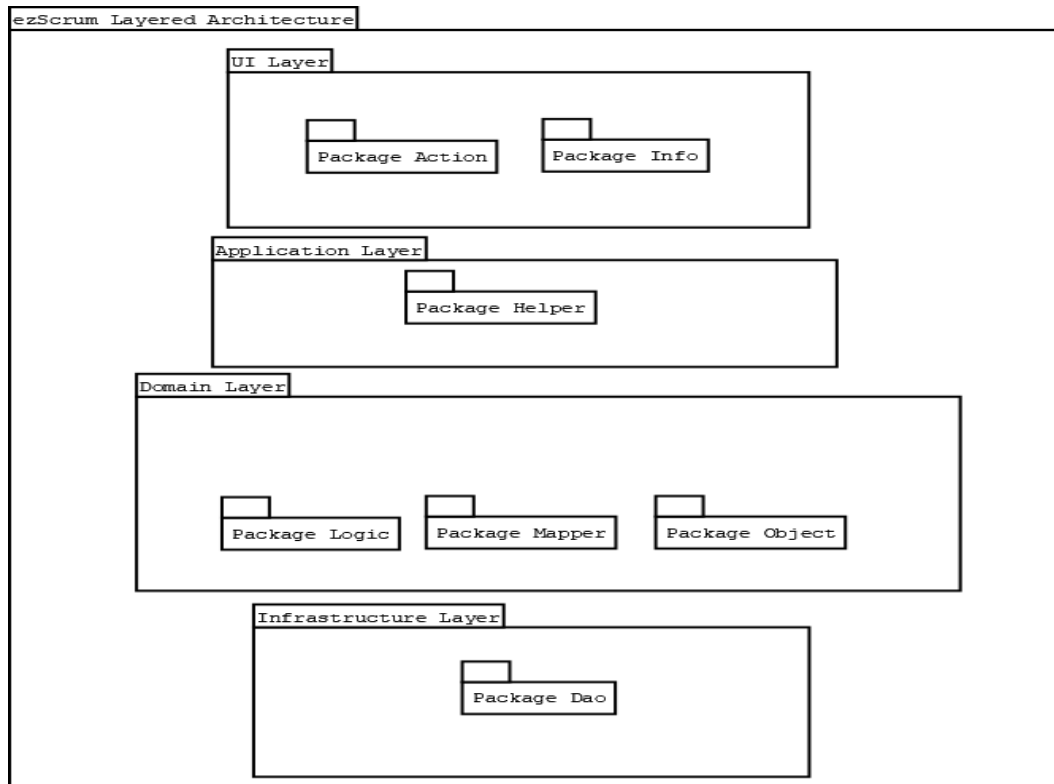 ezScrum Layered Architecture
UI Layer
Package Action
Package Info
Application Layer
Package Helper
Domain Layer
Package Logic
Package Mapper
Package Object
Infrastructure Layer
Package Dao